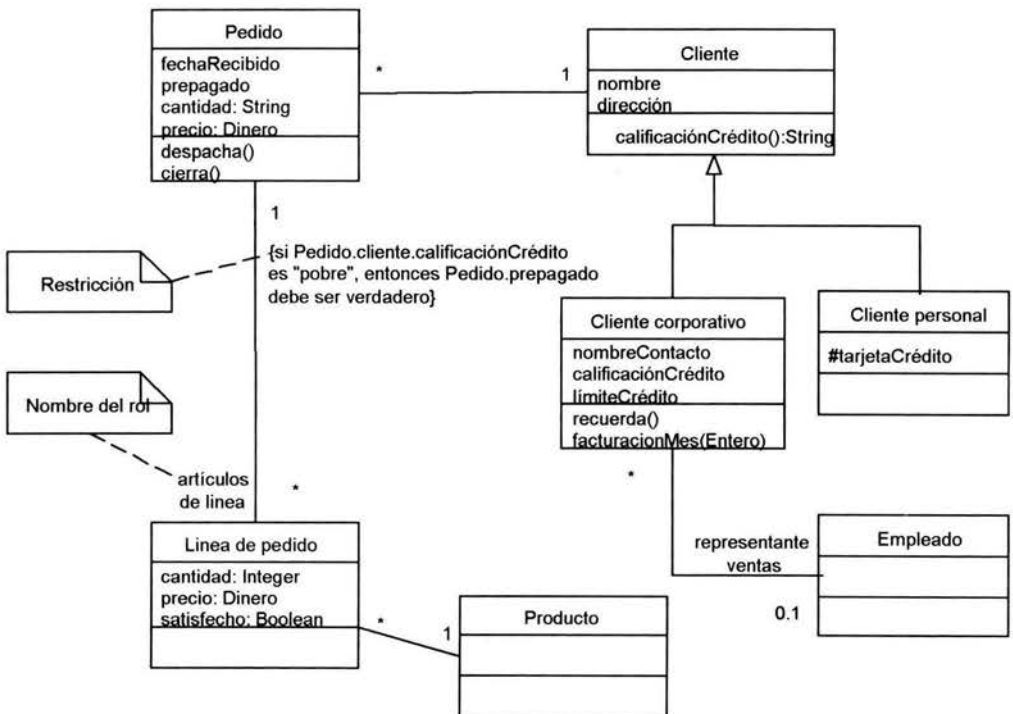 Pedido
fechaRecibido
prepagado
cantidad: String
precio: Dinero
despacha()
cierra()
*
1
Cliente
nombre
dirección
calificaciónCrédito():String
1
{si Pedido.cliente.calificaciónCrédito
es "pobre", entonces Pedido.prepagado
debe ser verdadero}
Restricción
Cliente corporativo
nombreContacto
calificaciónCrédito
límiteCrédito
recuerda()
facturacionMes(Entero)
Cliente personal
#tarjetaCrédito
Nombre del rol
artículos
de linea
*
*
representante
ventas
0.1
Empleado
Linea de pedido
cantidad: Integer
precio: Dinero
satisfecho: Boolean
*
1
Producto